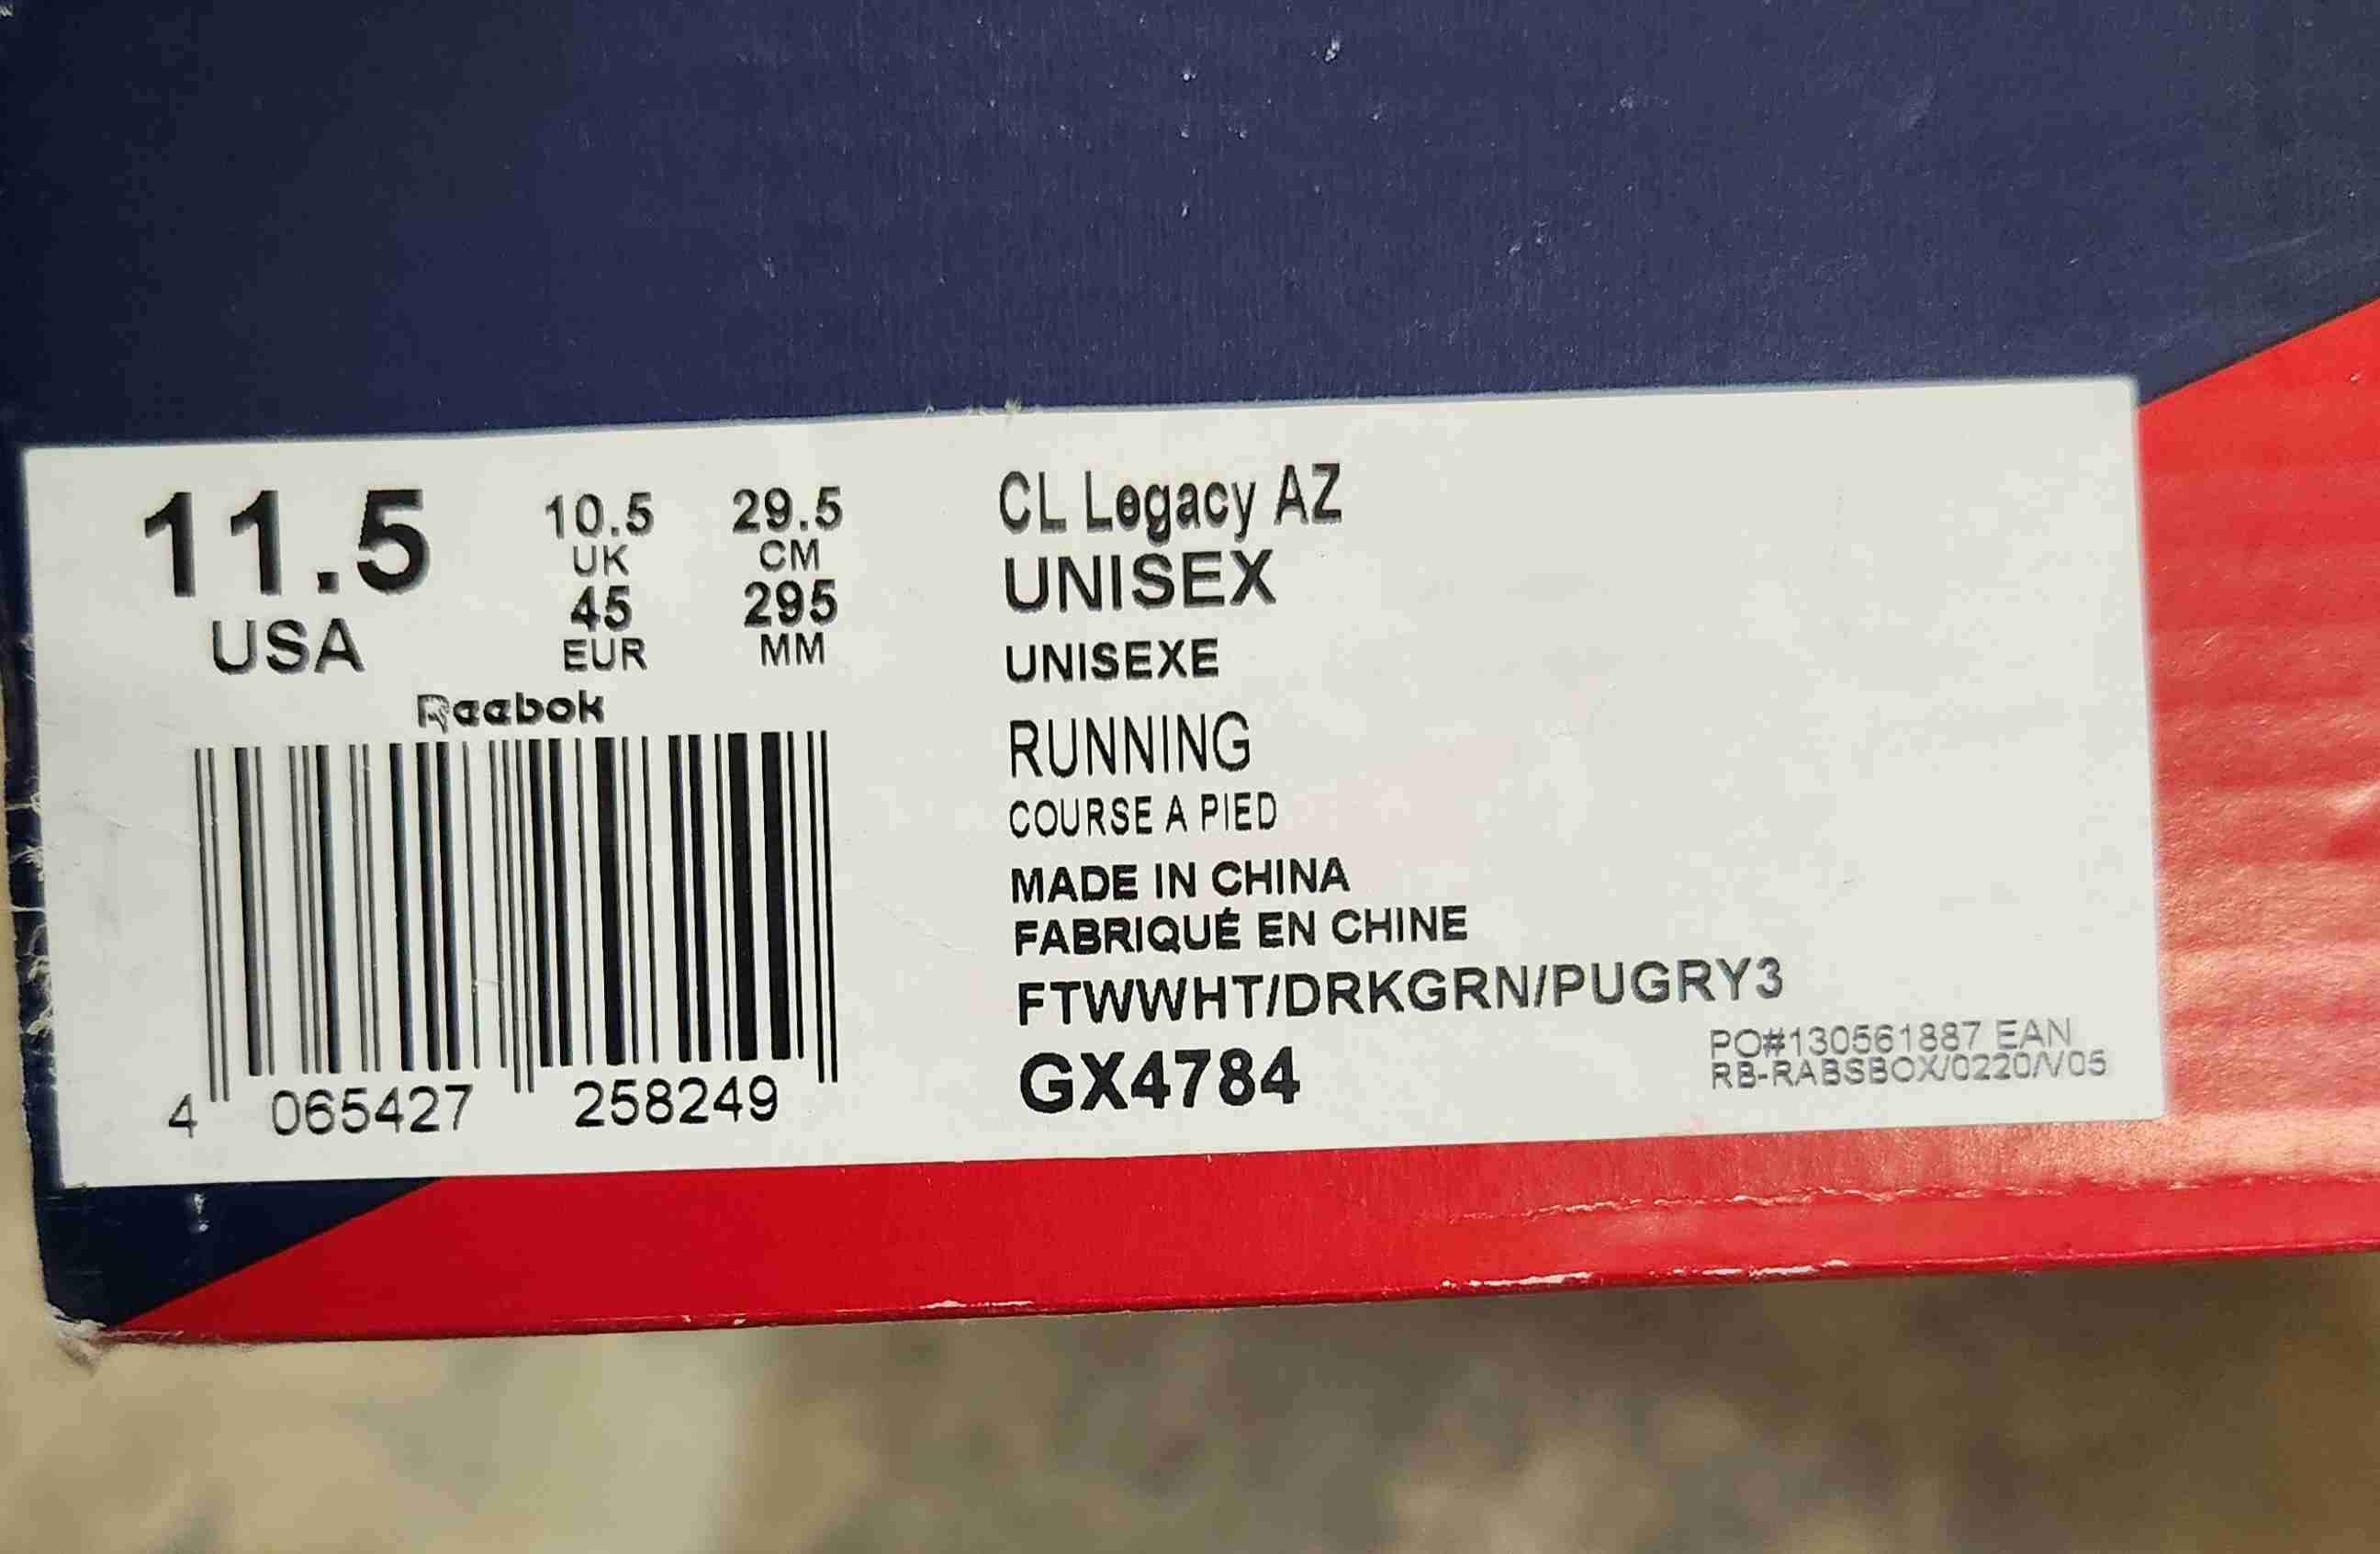 11.5
USA
10.5
UK
45
EUR
29.5
CM
295
MM
Reebok
4 065427 258249
CL Legacy AZ
UNISEX
UNISEXE
RUNNING
COURSE A PIED
MADE IN CHINA
FABRIQUÉ EN CHINE
FTWWHT/DRKGRN/PUGRY3
GX4784
PO#130561887 EAN
RB-RABSBOX/0220/V05